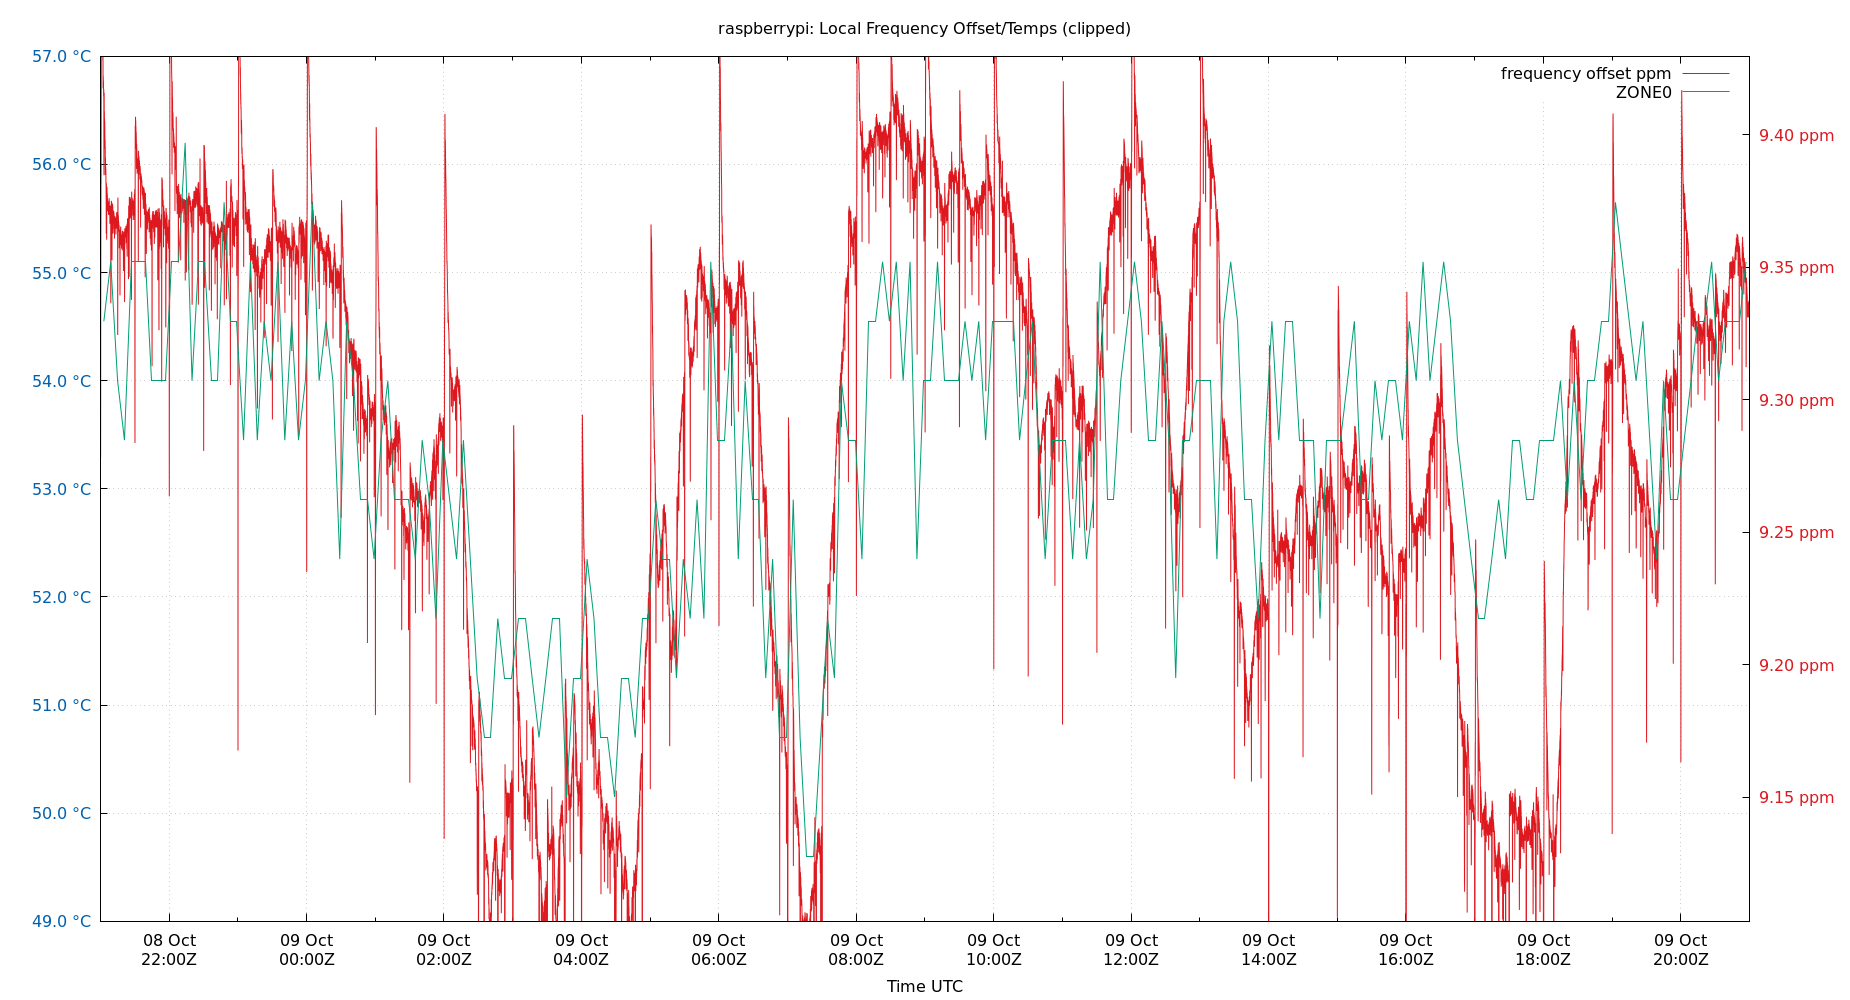 raspberrypi: Local Frequency Offset/Temps (clipped)
57.0 °C
56.0 °C
55.0 °C
54.0 °C
53.0 °C
52.0 °C
51.0 °C
50.0 °C
49.0 °C
frequency offset ppm
ZONE0
9.40 ppm
9.35 ppm
9.30 ppm
9.25 ppm
9.20 ppm
9.15 ppm
08 Oct
22:00Z
09 Oct
00:00Z
09 Oct
02:00Z
09 Oct
04:00Z
09 Oct
06:00Z
09 Oct
08:00Z
09 Oct
10:00Z
09 Oct
12:00Z
09 Oct
14:00Z
09 Oct
16:00Z
09 Oct
18:00Z
09 Oct
20:00Z
Time UTC